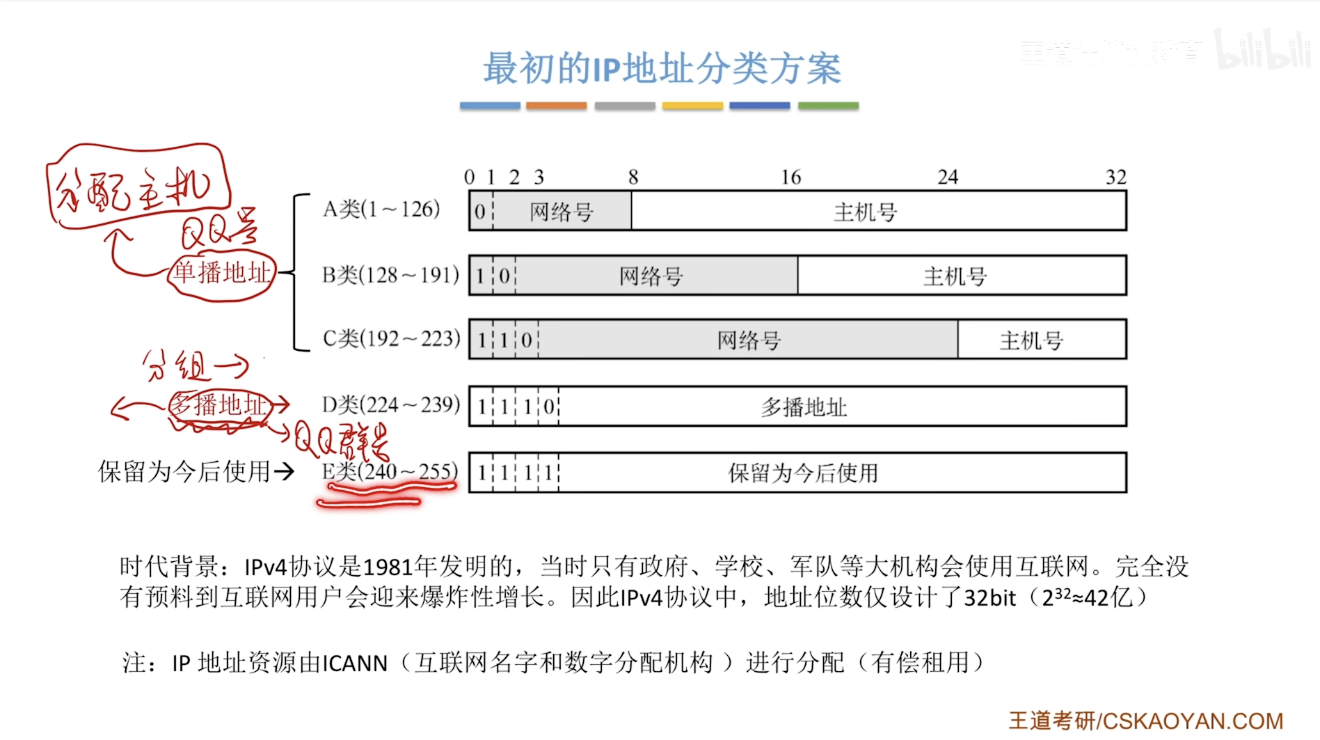 bilibili
最初的IP地址分类方案
分配主机
QQ号
单播地址
0 1 2 3 8 16 24 32
A类(1～126) 0 网络号 主机号
B类(128～191) 1 0 网络号 主机号
C类(192～223) 1 1 0 网络号 主机号
分组→
多播地址→ D类(224～239) 1 1 1 0 多播地址
QQ群号
保留为今后使用→ E类(240～255) 1 1 1 1 保留为今后使用
时代背景：IPv4协议是1981年发明的，当时只有政府、学校、军队等大机构会使用互联网。完全没
有预料到互联网用户会迎来爆炸性增长。因此IPv4协议中，地址位数仅设计了32bit（2³²≈42亿）
注：IP 地址资源由ICANN（互联网名字和数字分配机构 ）进行分配（有偿租用）
王道考研/CSKAOYAN.COM